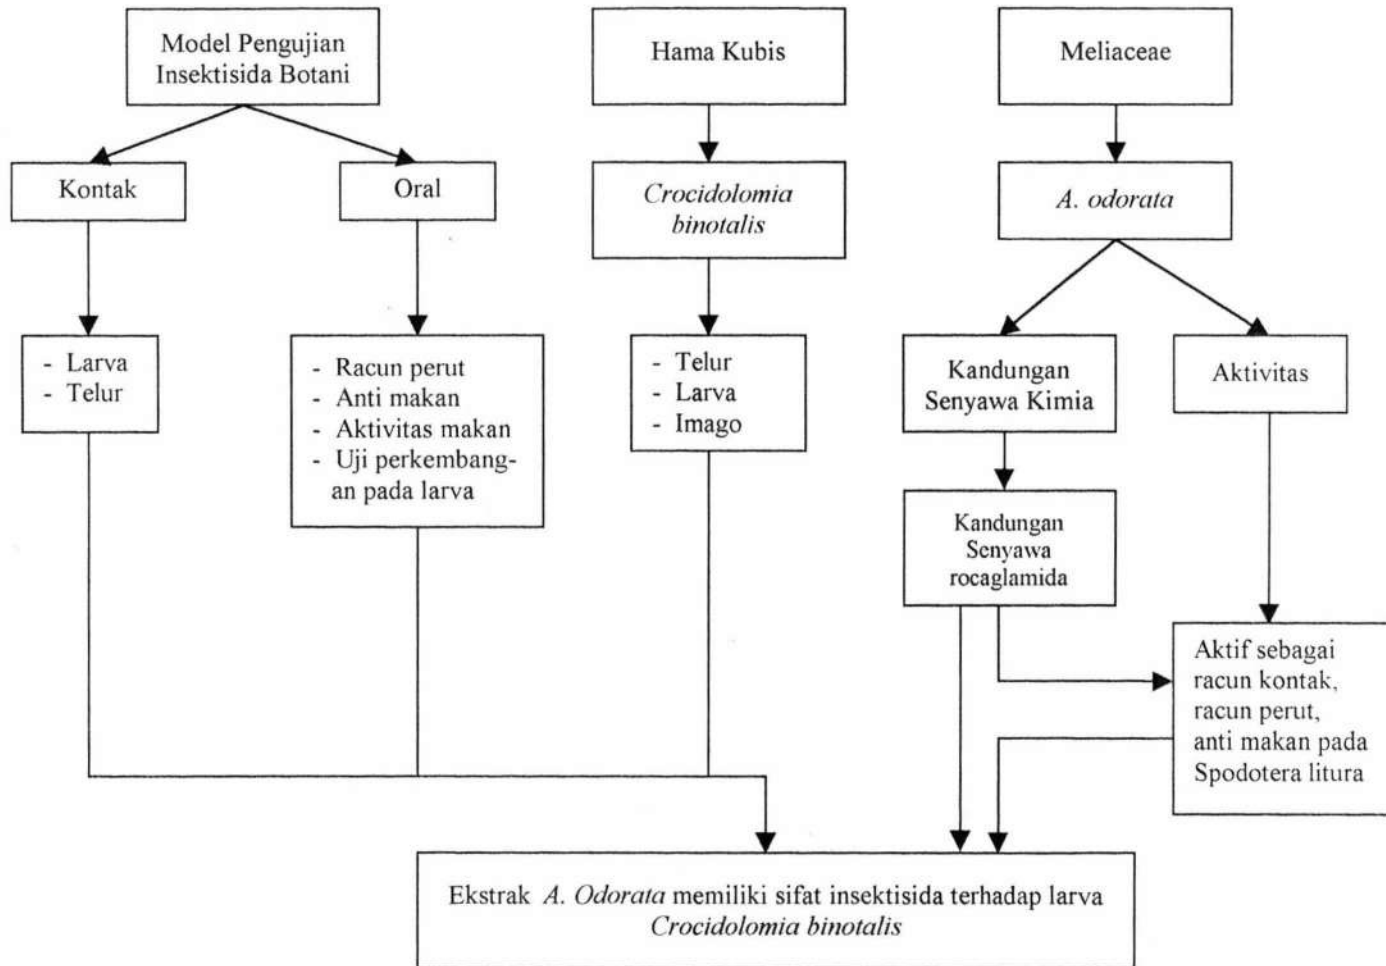 Model Pengujian
Insektisida Botani
Hama Kubis
Meliaceae
Kontak
Oral
Crocidolomia
binotalis
A. odorata
- Larva
- Telur
- Racun perut
- Anti makan
- Aktivitas makan
- Uji perkembang-
an pada larva
- Telur
- Larva
- Imago
Kandungan
Senyawa Kimia
Aktivitas
Kandungan
Senyawa
rocaglamida
Aktif sebagai
racun kontak,
racun perut,
anti makan pada
Spodotera litura
Ekstrak A. Odorata memiliki sifat insektisida terhadap larva
Crocidolomia binotalis